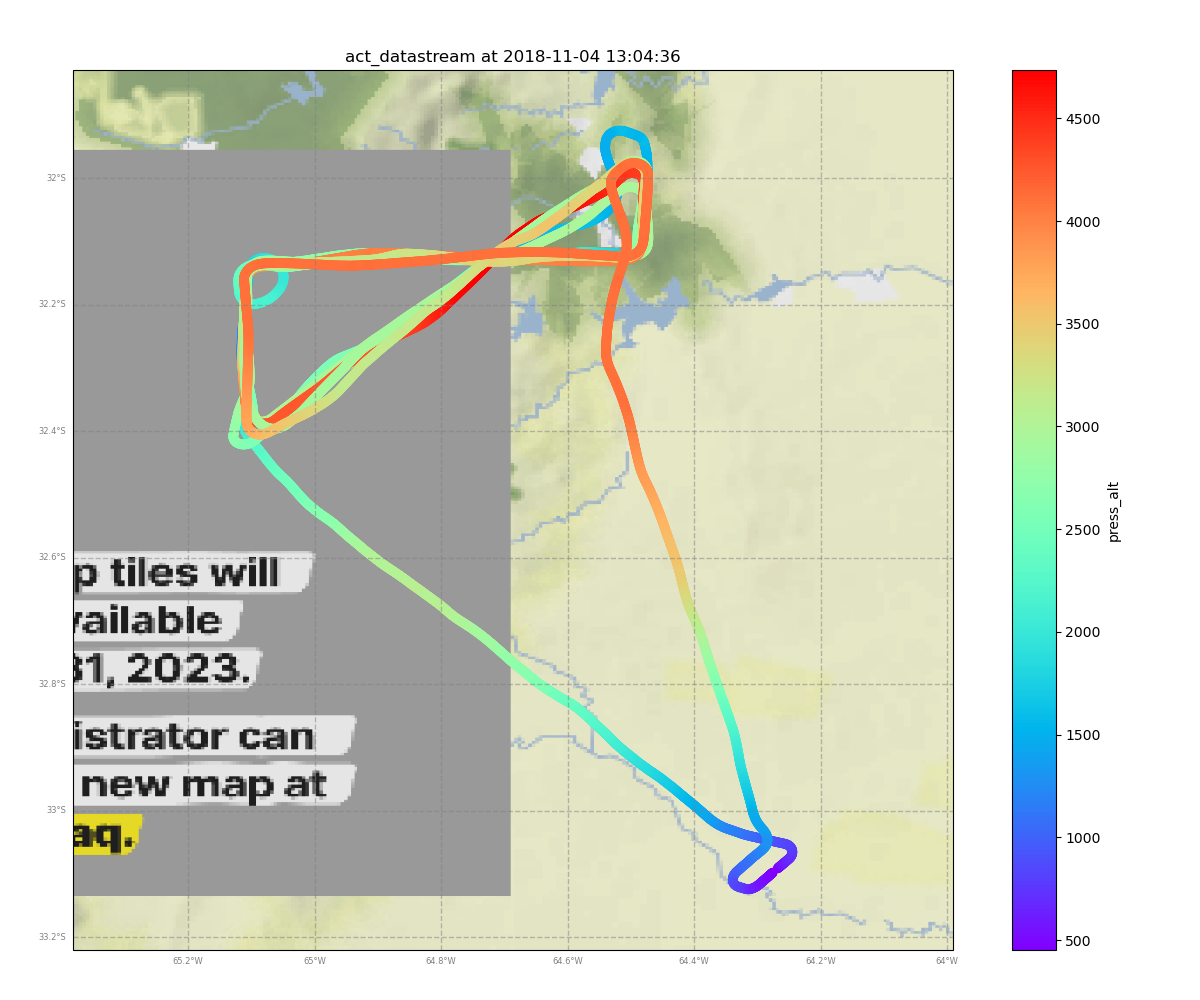 act_datastream at 2018-11-04 13:04:36
32°S
32.2°S
32.4°S
32.6°S
32.8°S
33°S
33.2°S
65.2°W
65°W
64.8°W
64.6°W
64.4°W
64.2°W
64°W
p tiles will
vailable
31, 2023.
istrator can
new map at
aq.
4500
4000
3500
3000
2500
2000
1500
1000
500
press_alt